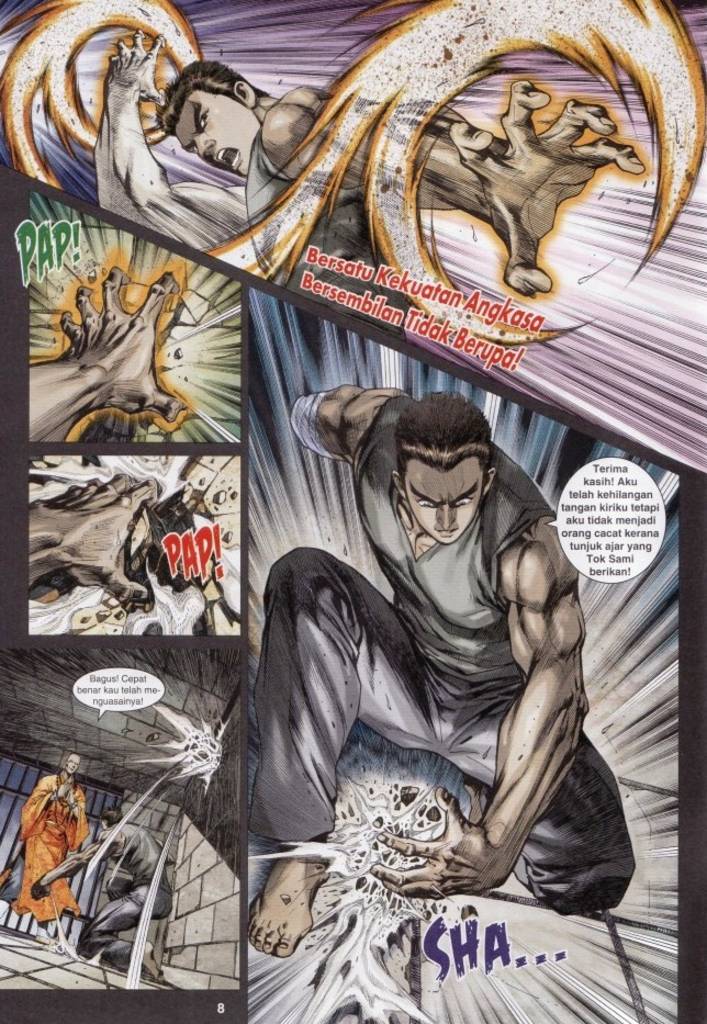 Bersatu Kekuatan Angkasa
Bersembilan Tidak Berupa!
PAP!
PAP!
Bagus! Cepat
benar kau telah me-
nguasainya!
Terima
kasih! Aku
telah kehilangan
tangan kiriku tetapi
aku tidak menjadi
orang cacat kerana
tunjuk ajar yang
Tok Sami
berikan!
SHA...
8